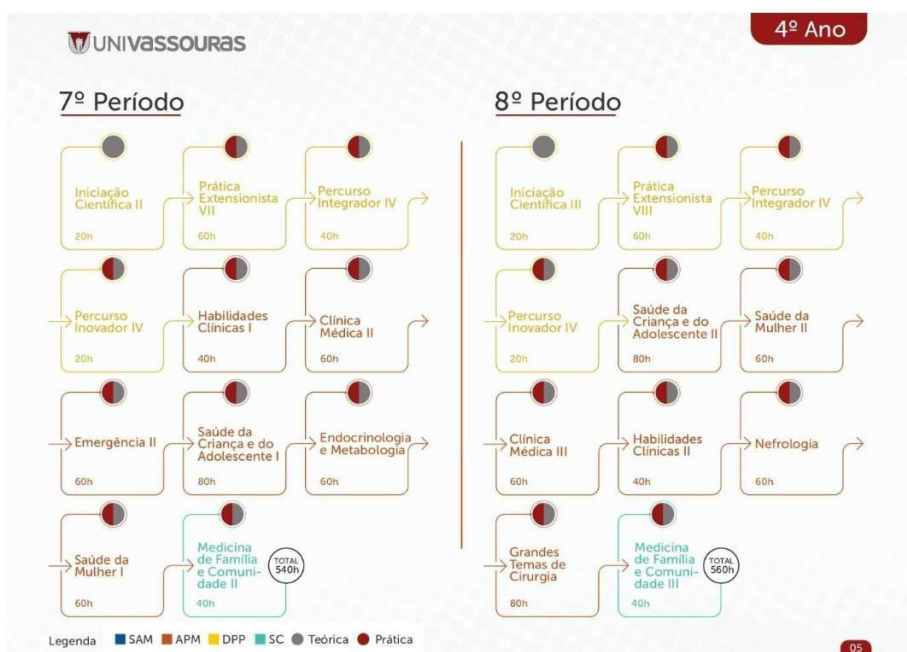 UNIVASSOURAS
4º Ano
7º Período
Iniciação
Científica II
20h
Prática
Extensionista
VII
60h
Percurso
Integrador IV
40h
Percurso
Inovador IV
20h
Habilidades
Clínicas I
40h
Clínica
Médica II
60h
Emergência II
60h
Saúde da
Criança e do
Adolescente I
80h
Endocrinologia
e Metabologia
60h
Saúde da
Mulher I
60h
Medicina
de Família
e Comuni-
dade II
40h
TOTAL
540h
8º Período
Iniciação
Científica III
20h
Prática
Extensionista
VIII
60h
Percurso
Integrador IV
40h
Percurso
Inovador IV
20h
Saúde da
Criança e do
Adolescente II
80h
Saúde da
Mulher II
60h
Clínica
Médica III
60h
Habilidades
Clínicas II
40h
Nefrologia
60h
Grandes
Temas de
Cirurgia
80h
Medicina
de Família
e Comuni-
dade III
40h
TOTAL
560h
Legenda SAM APM DPP SC Teórica Prática
05